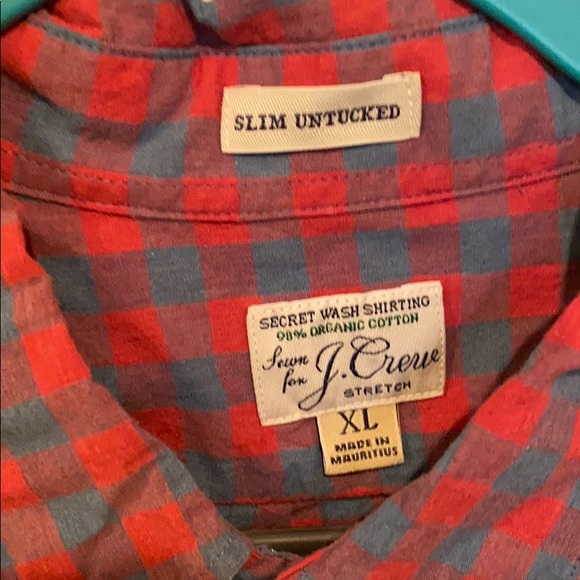 SLIM UNTUCKED
SECRET WASH SHIRTING
98% ORGANIC COTTON
Sewn for J.Crew
STRETCH
XL
MADE IN
MAURITIUS